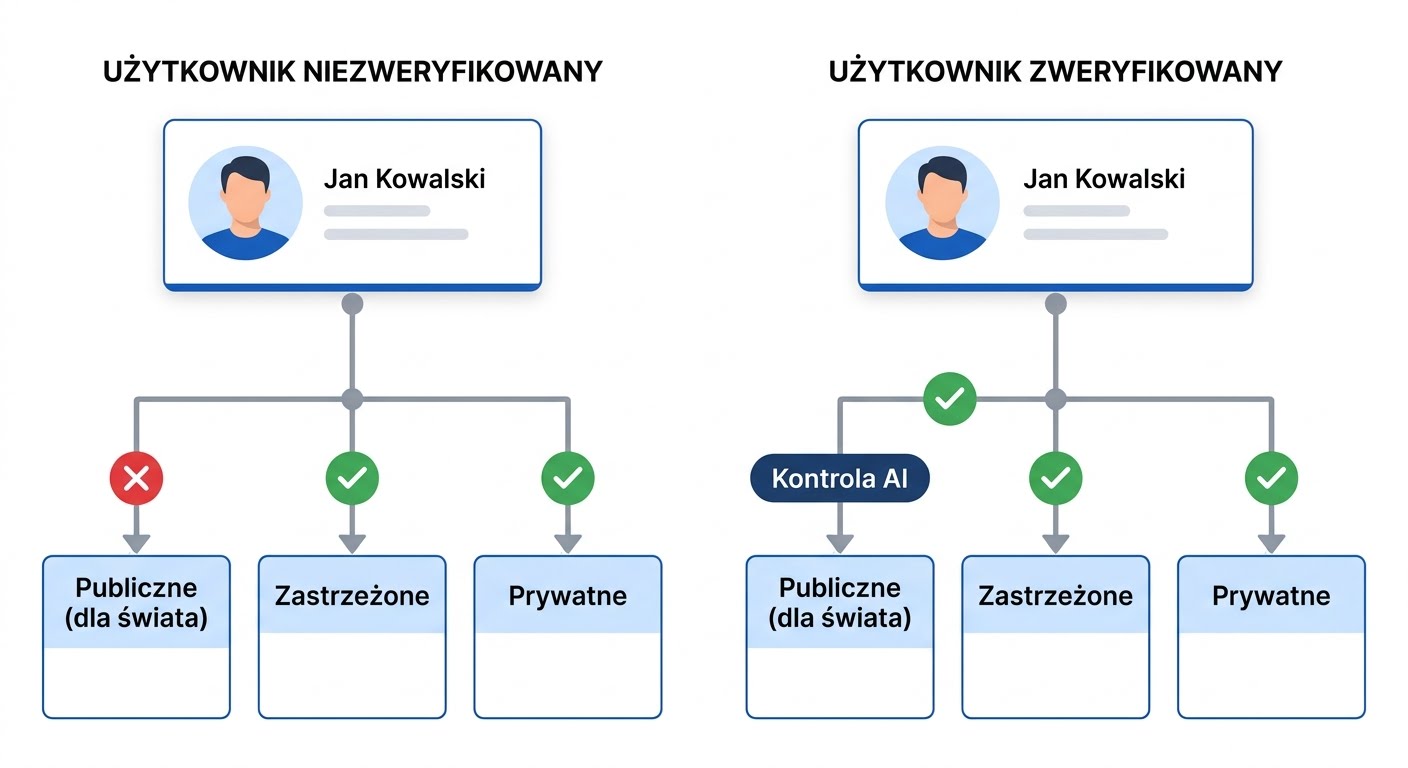 UŻYTKOWNIK NIEZWERYFIKOWANY
Jan Kowalski
Publiczne
(dla świata)
Zastrzeżone
Prywatne
UŻYTKOWNIK ZWERYFIKOWANY
Jan Kowalski
Kontrola AI
Publiczne
(dla świata)
Zastrzeżone
Prywatne